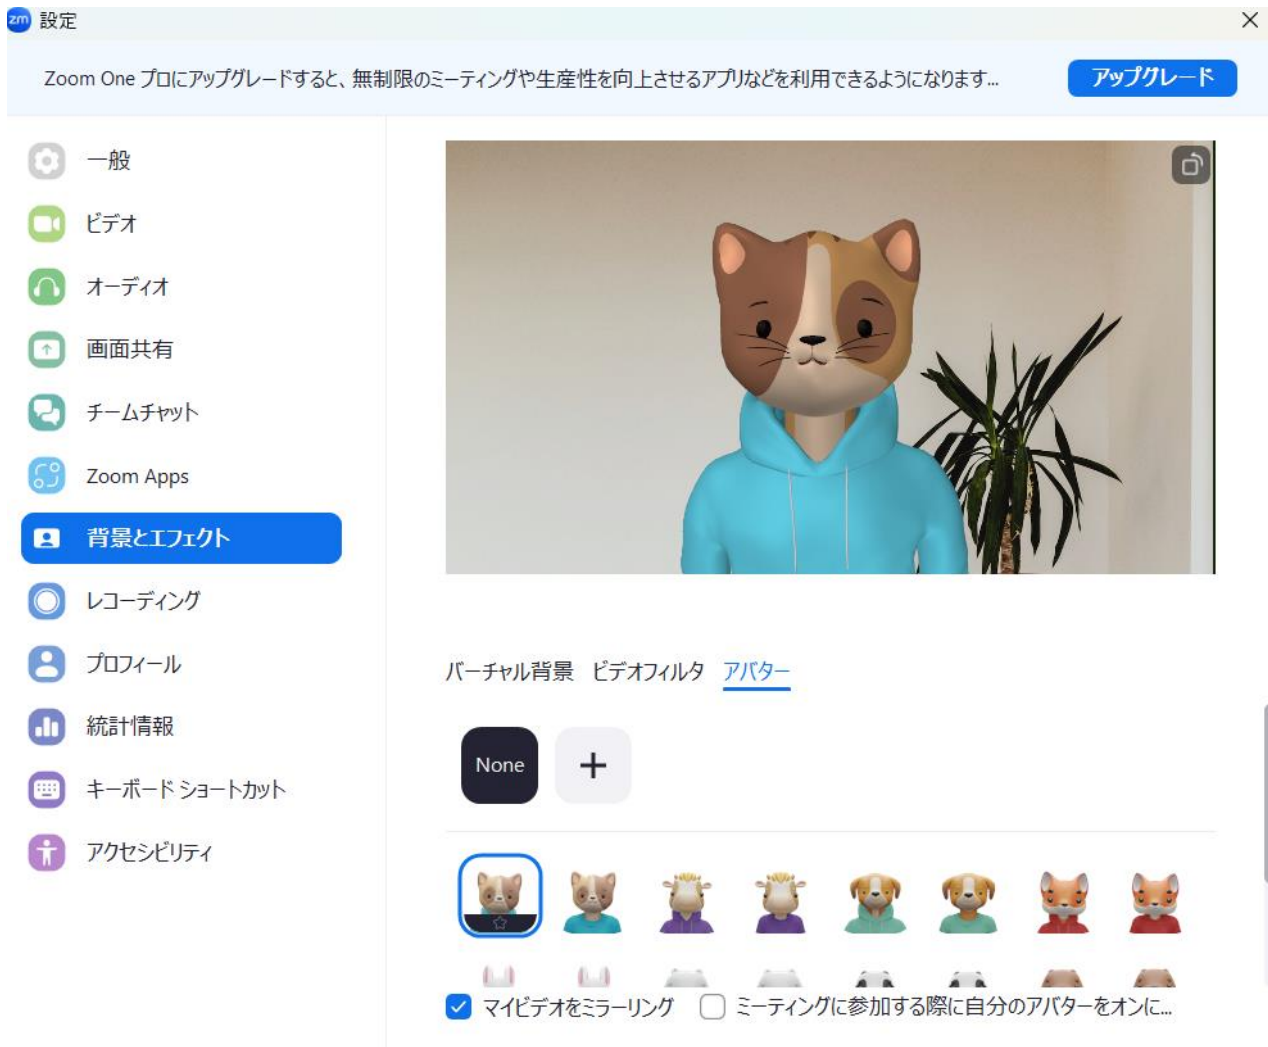 zm 設定
Zoom One プロにアップグレードすると、無制限のミーティングや生産性を向上させるアプリなどを利用できるようになります...
アップグレード
一般
ビデオ
オーディオ
画面共有
チームチャット
Zoom Apps
背景とエフェクト
レコーディング
プロフィール
統計情報
キーボード ショートカット
アクセシビリティ
バーチャル背景 ビデオフィルタ アバター
None
マイビデオをミラーリング ミーティングに参加する際に自分のアバターをオンに...